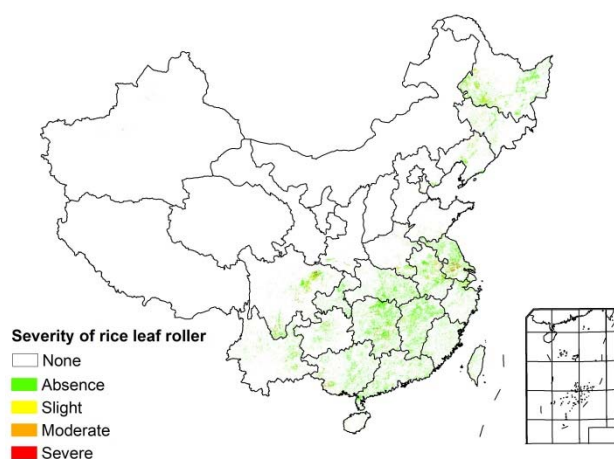 Severity of rice leaf roller
None
Absence
Slight
Moderate
Severe